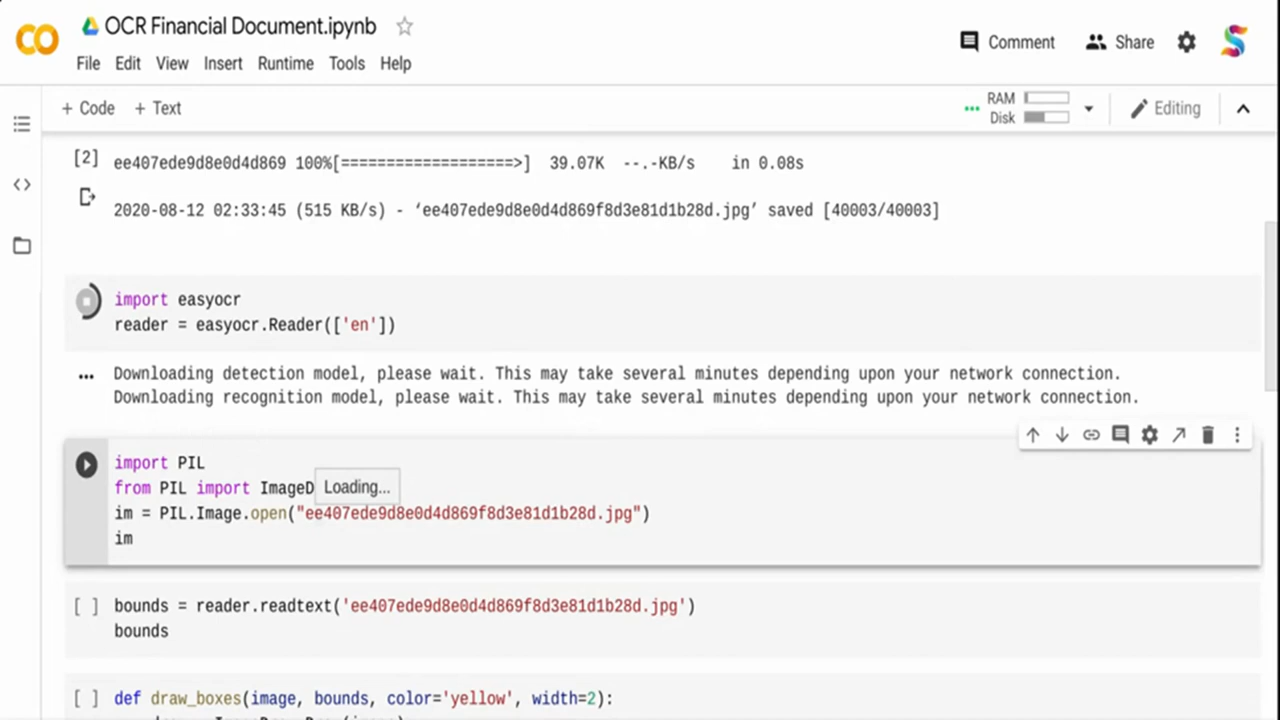 OCR Financial Document.ipynb
File Edit View Insert Runtime Tools Help
Comment Share
+ Code + Text
RAM
Disk
Editing
[2] ee407ede9d8e0d4d869 100%[===================>] 39.07K --.-KB/s in 0.08s
2020-08-12 02:33:45 (515 KB/s) - ‘ee407ede9d8e0d4d869f8d3e81d1b28d.jpg’ saved [40003/40003]
import easyocr
reader = easyocr.Reader(['en'])
Downloading detection model, please wait. This may take several minutes depending upon your network connection.
Downloading recognition model, please wait. This may take several minutes depending upon your network connection.
import PIL
from PIL import ImageD Loading...
im = PIL.Image.open("ee407ede9d8e0d4d869f8d3e81d1b28d.jpg")
im
[ ] bounds = reader.readtext('ee407ede9d8e0d4d869f8d3e81d1b28d.jpg')
bounds
[ ] def draw_boxes(image, bounds, color='yellow', width=2):